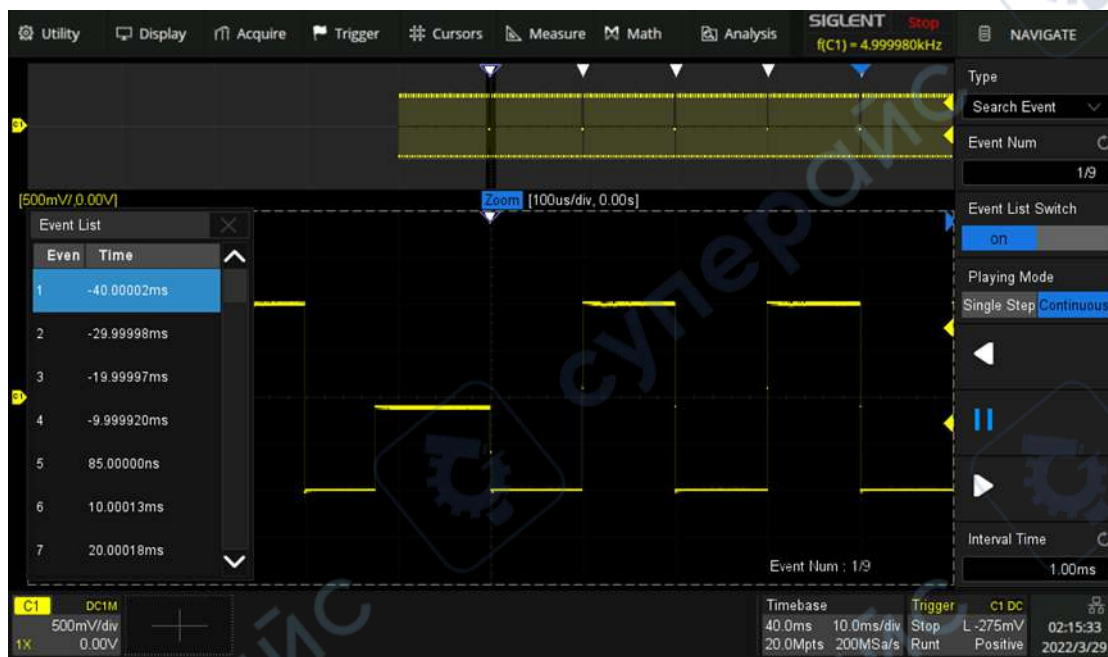 Utility Display Acquire Trigger Cursors Measure Math Analysis
SIGLENT Stop
f(C1) = 4.999980kHz
NAVIGATE
Type
Search Event
Event Num
1/9
Event List Switch
on
Playing Mode
Single Step Continuous
Interval Time
1.00ms
C1
[500mV/,0.00V]
Zoom [100us/div, 0.00s]
Event List
Even Time
1 -40.00002ms
2 -29.99998ms
3 -19.99997ms
4 -9.999920ms
5 85.00000ns
6 10.00013ms
7 20.00018ms
C1
Event Num : 1/9
C1 DC1M
500mV/div
1X 0.00V
Timebase
40.0ms 10.0ms/div
20.0Mpts 200MSa/s
Trigger C1 DC
Stop L -275mV
Runt Positive
02:15:33
2022/3/29
суперайс